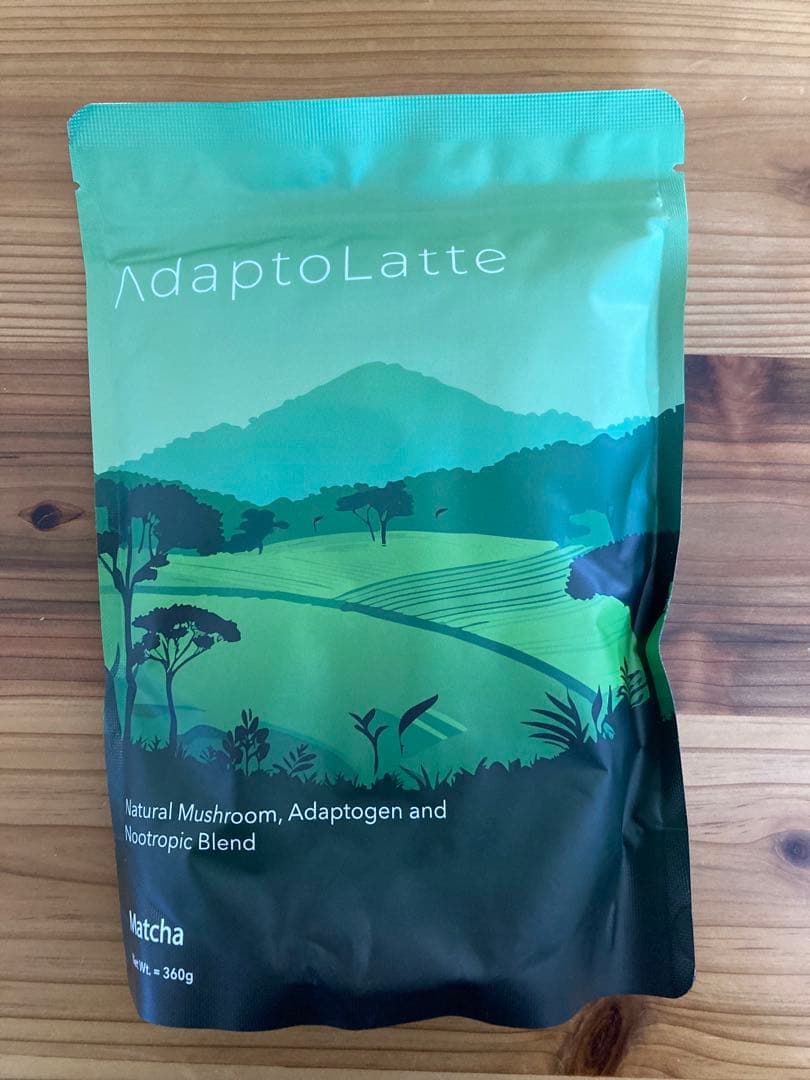 AdaptoLatte
Natural Mushroom, Adaptogen and
Nootropic Blend
Matcha
Net Wt. = 360g